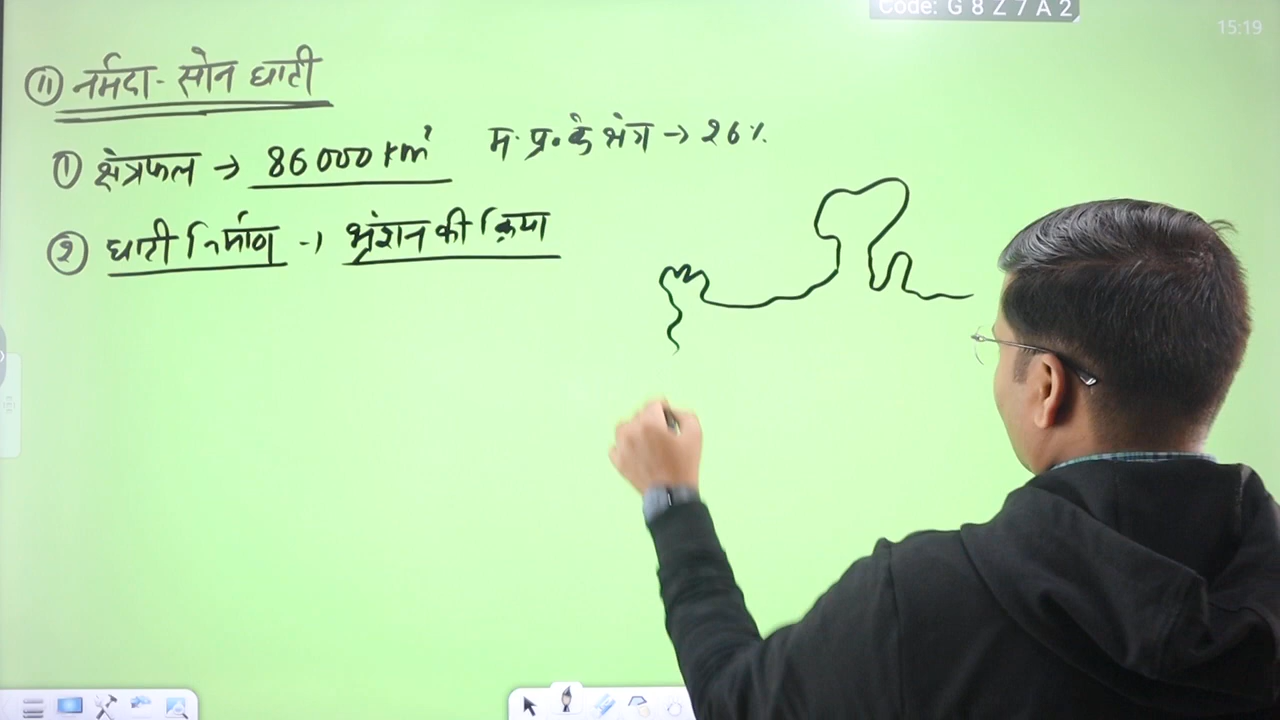 Code: G 8 Z 7 A 2
15:19
(11) नर्मदा - सोन घाटी
① क्षेत्रफल → 86000 km² म. प्र. के क्षेत्र → 26%
② घाटी निर्माण → भ्रंशन की क्रिया